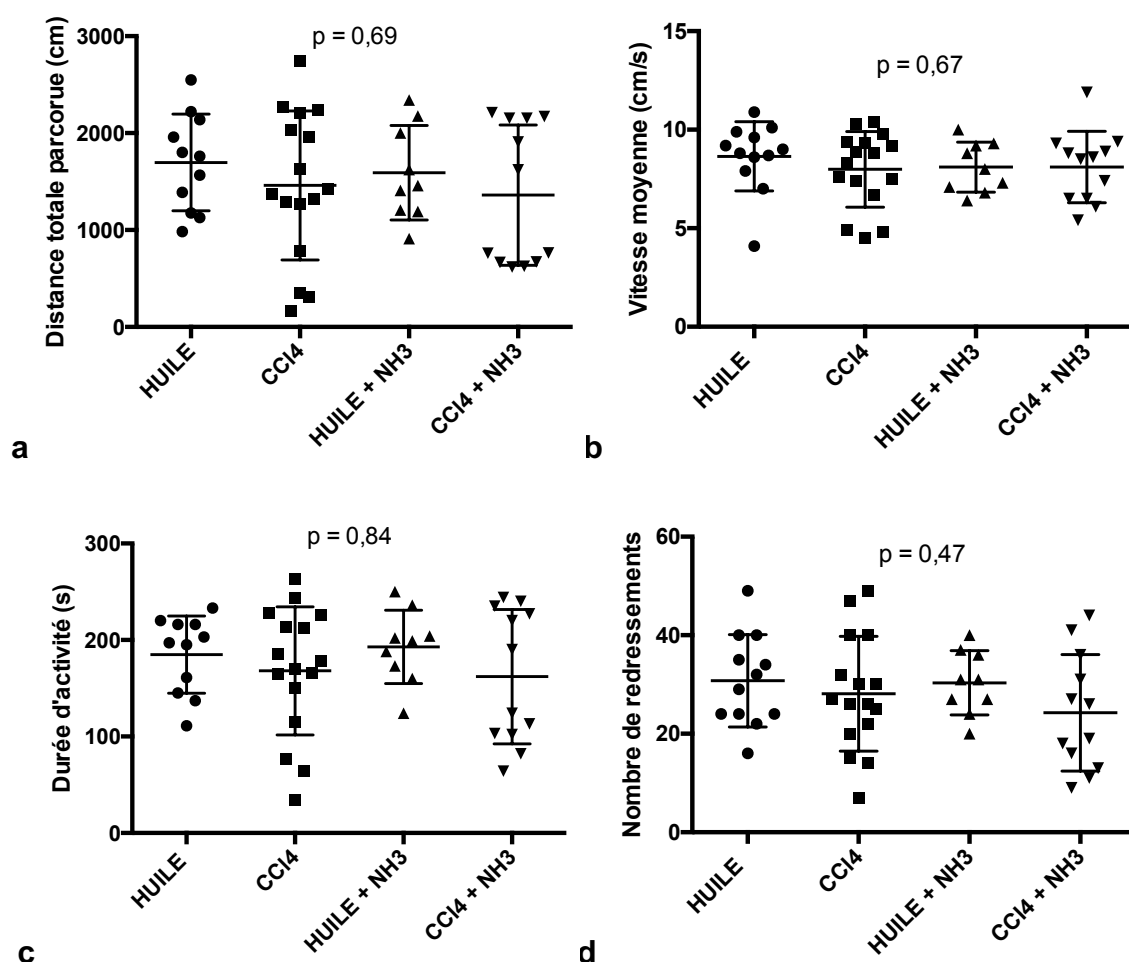 Distance totale parcorue (cm)
3000
2000
1000
0
p = 0,69
HUILE
CCl4
HUILE + NH3
CCl4 + NH3
a
Vitesse moyenne (cm/s)
15
10
5
0
p = 0,67
HUILE
CCl4
HUILE + NH3
CCl4 + NH3
b
Durée d'activité (s)
300
200
100
0
p = 0,84
HUILE
CCl4
HUILE + NH3
CCl4 + NH3
c
Nombre de redressements
60
40
20
0
p = 0,47
HUILE
CCl4
HUILE + NH3
CCl4 + NH3
d